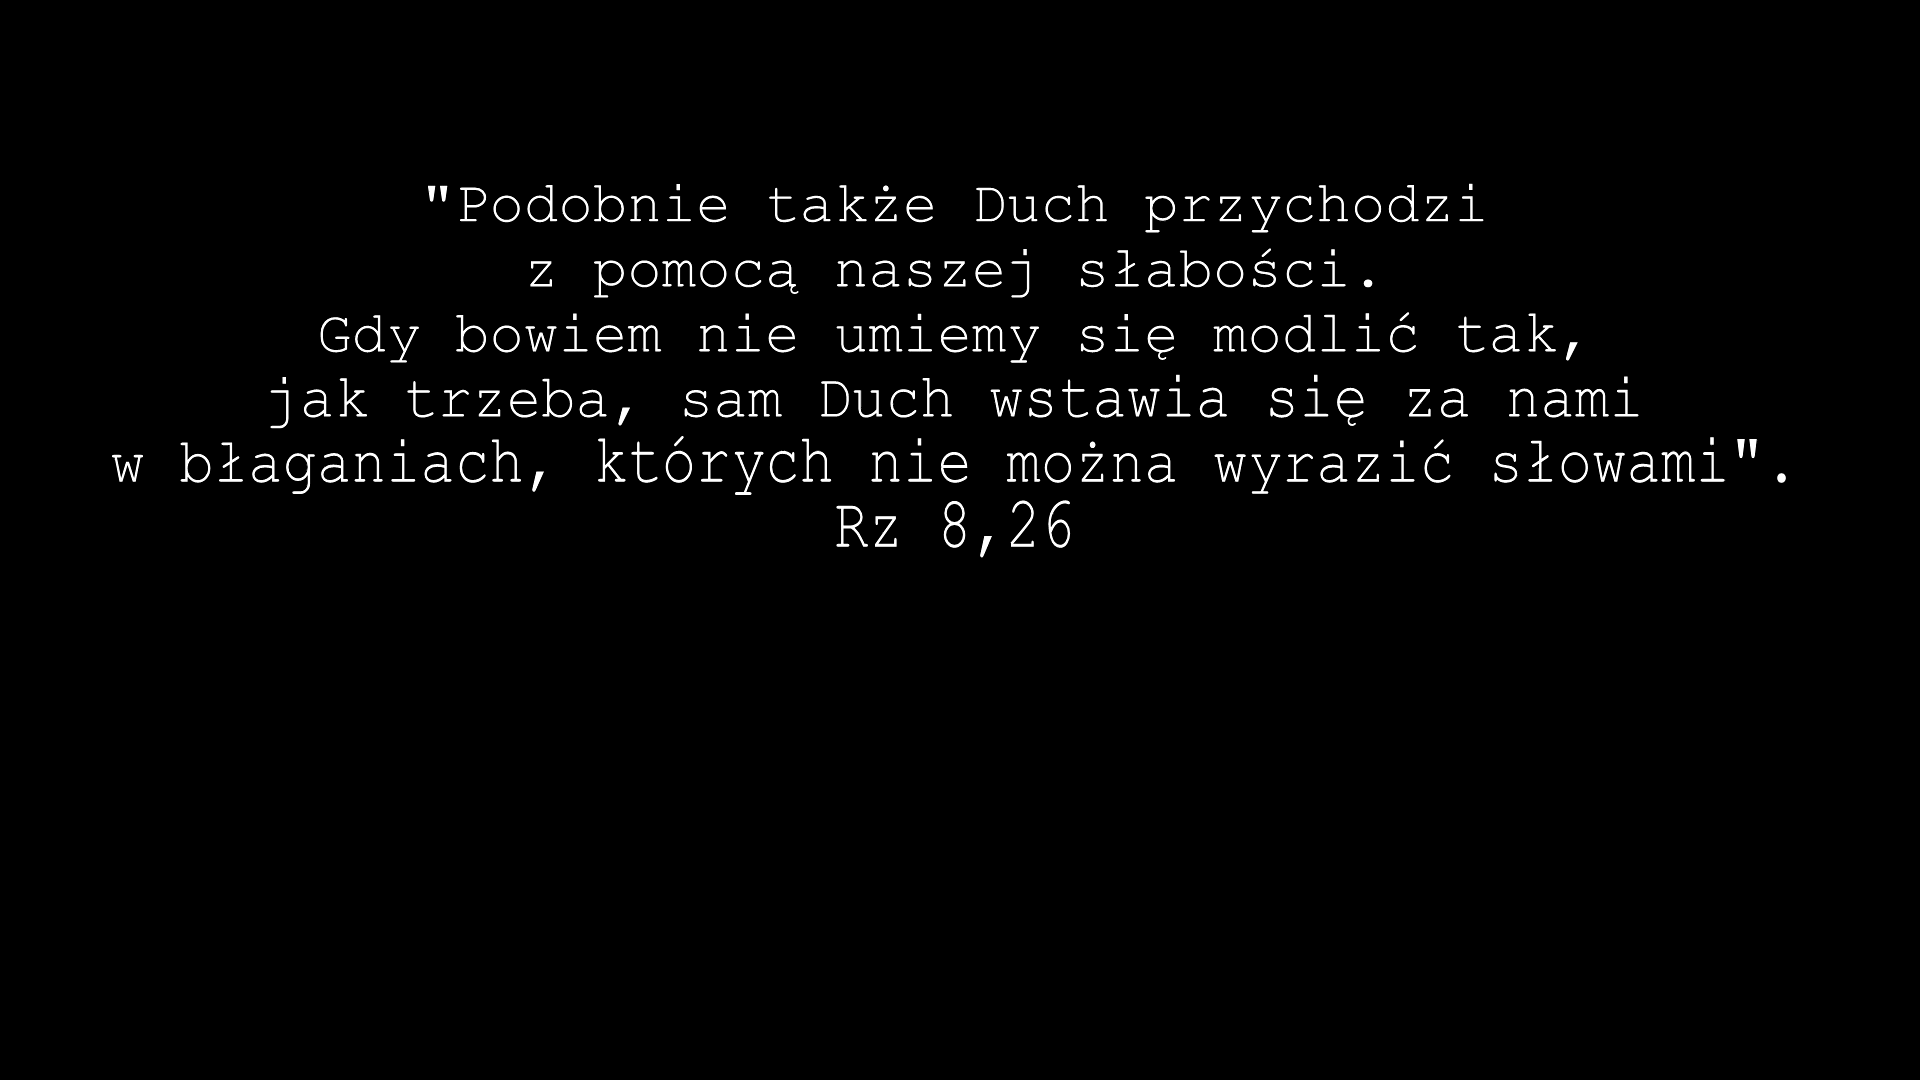 "Podobnie także Duch przychodzi
z pomocą naszej słabości.
Gdy bowiem nie umiemy się modlić tak,
jak trzeba, sam Duch wstawia się za nami
w błaganiach, których nie można wyrazić słowami".
Rz 8,26